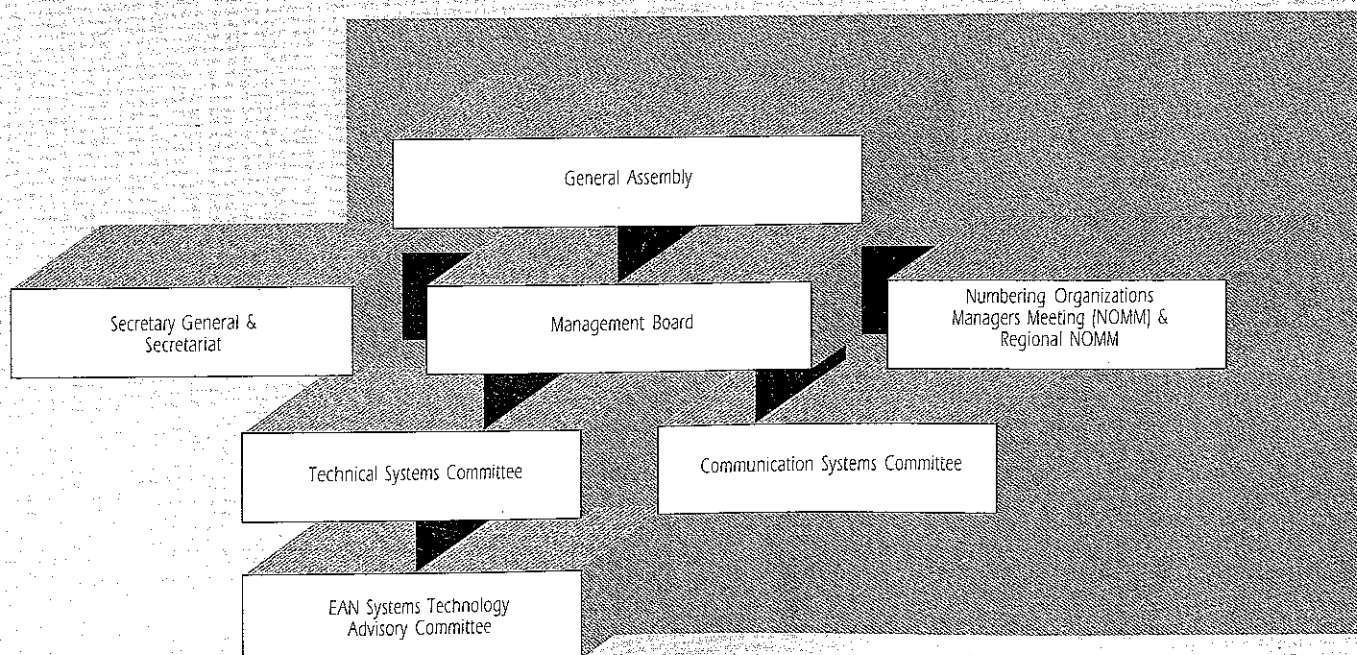 General Assembly
Secretary General &
Secretariat
Management Board
Numbering Organizations
Managers Meeting (NOMM) &
Regional NOMM
Technical Systems Committee
Communication Systems Committee
EAN Systems Technology
Advisory Committee